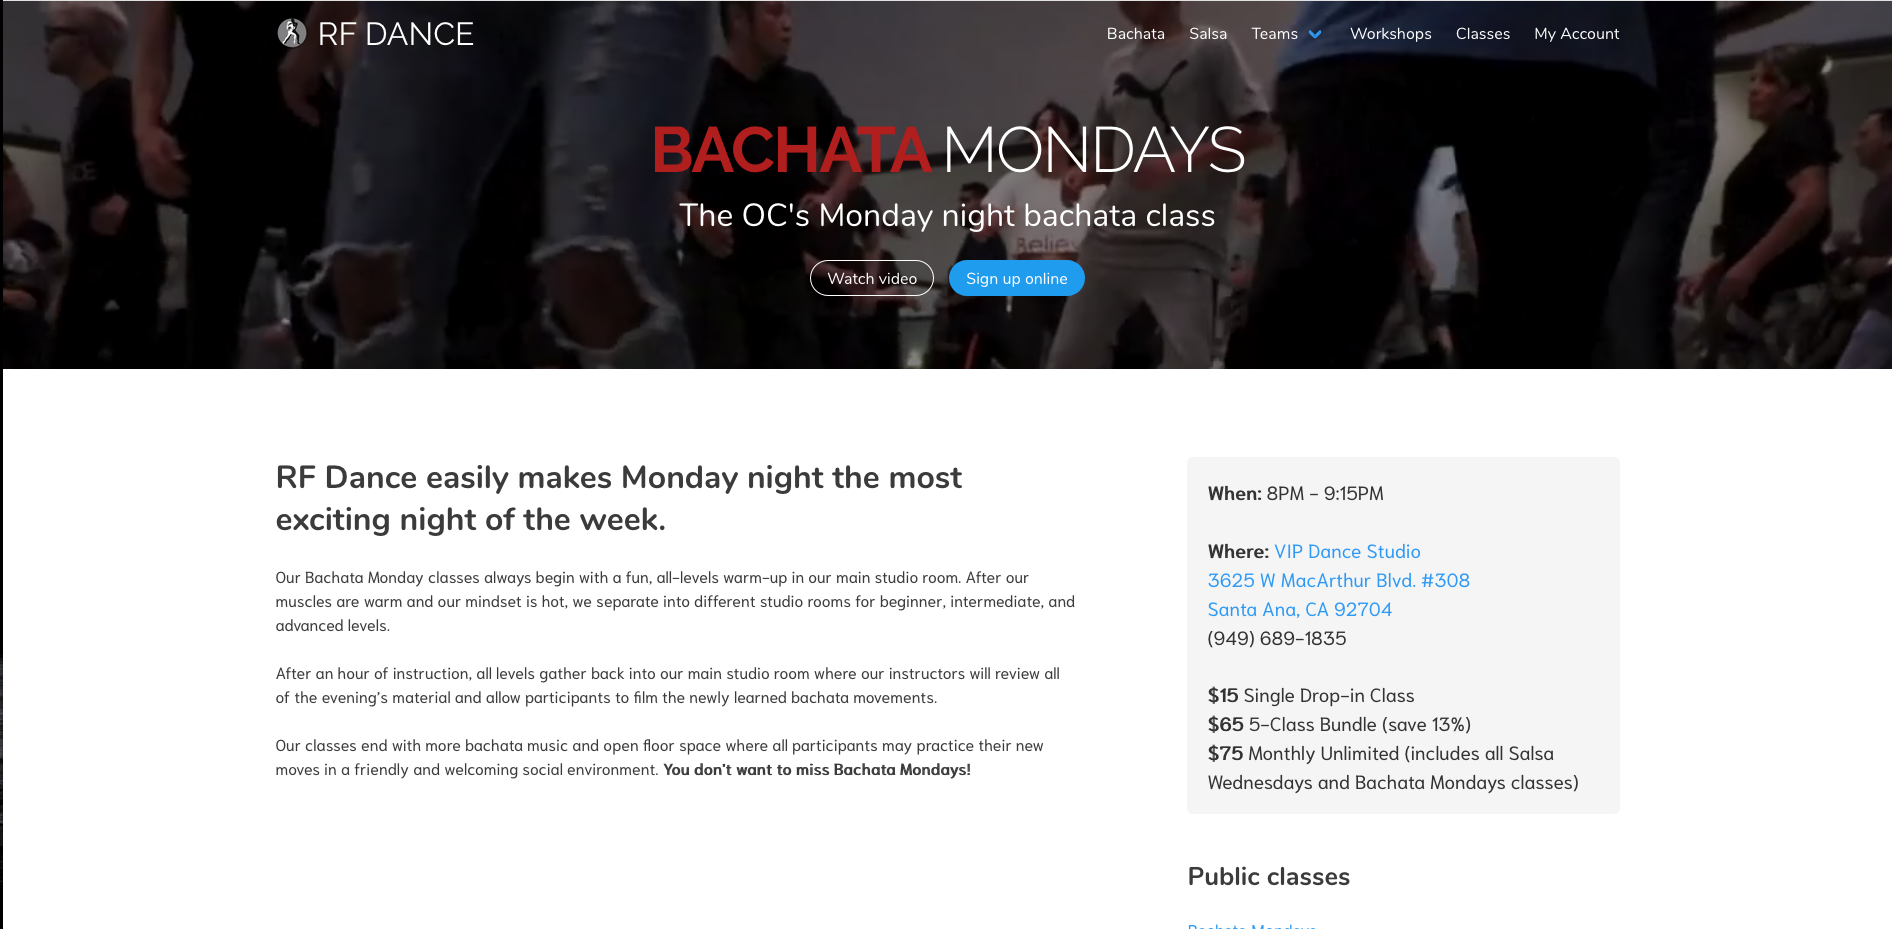 RF DANCE
Bachata Salsa Teams Workshops Classes My Account
BACHATA MONDAYS
The OC's Monday night bachata class
Believe
Watch video Sign up online
RF Dance easily makes Monday night the most
exciting night of the week.
Our Bachata Monday classes always begin with a fun, all-levels warm-up in our main studio room. After our
muscles are warm and our mindset is hot, we separate into different studio rooms for beginner, intermediate, and
advanced levels.
After an hour of instruction, all levels gather back into our main studio room where our instructors will review all
of the evening’s material and allow participants to film the newly learned bachata movements.
Our classes end with more bachata music and open floor space where all participants may practice their new
moves in a friendly and welcoming social environment. You don't want to miss Bachata Mondays!
When: 8PM - 9:15PM
Where: VIP Dance Studio
3625 W MacArthur Blvd. #308
Santa Ana, CA 92704
(949) 689-1835
$15 Single Drop-in Class
$65 5-Class Bundle (save 13%)
$75 Monthly Unlimited (includes all Salsa
Wednesdays and Bachata Mondays classes)
Public classes
Bachata Mondays